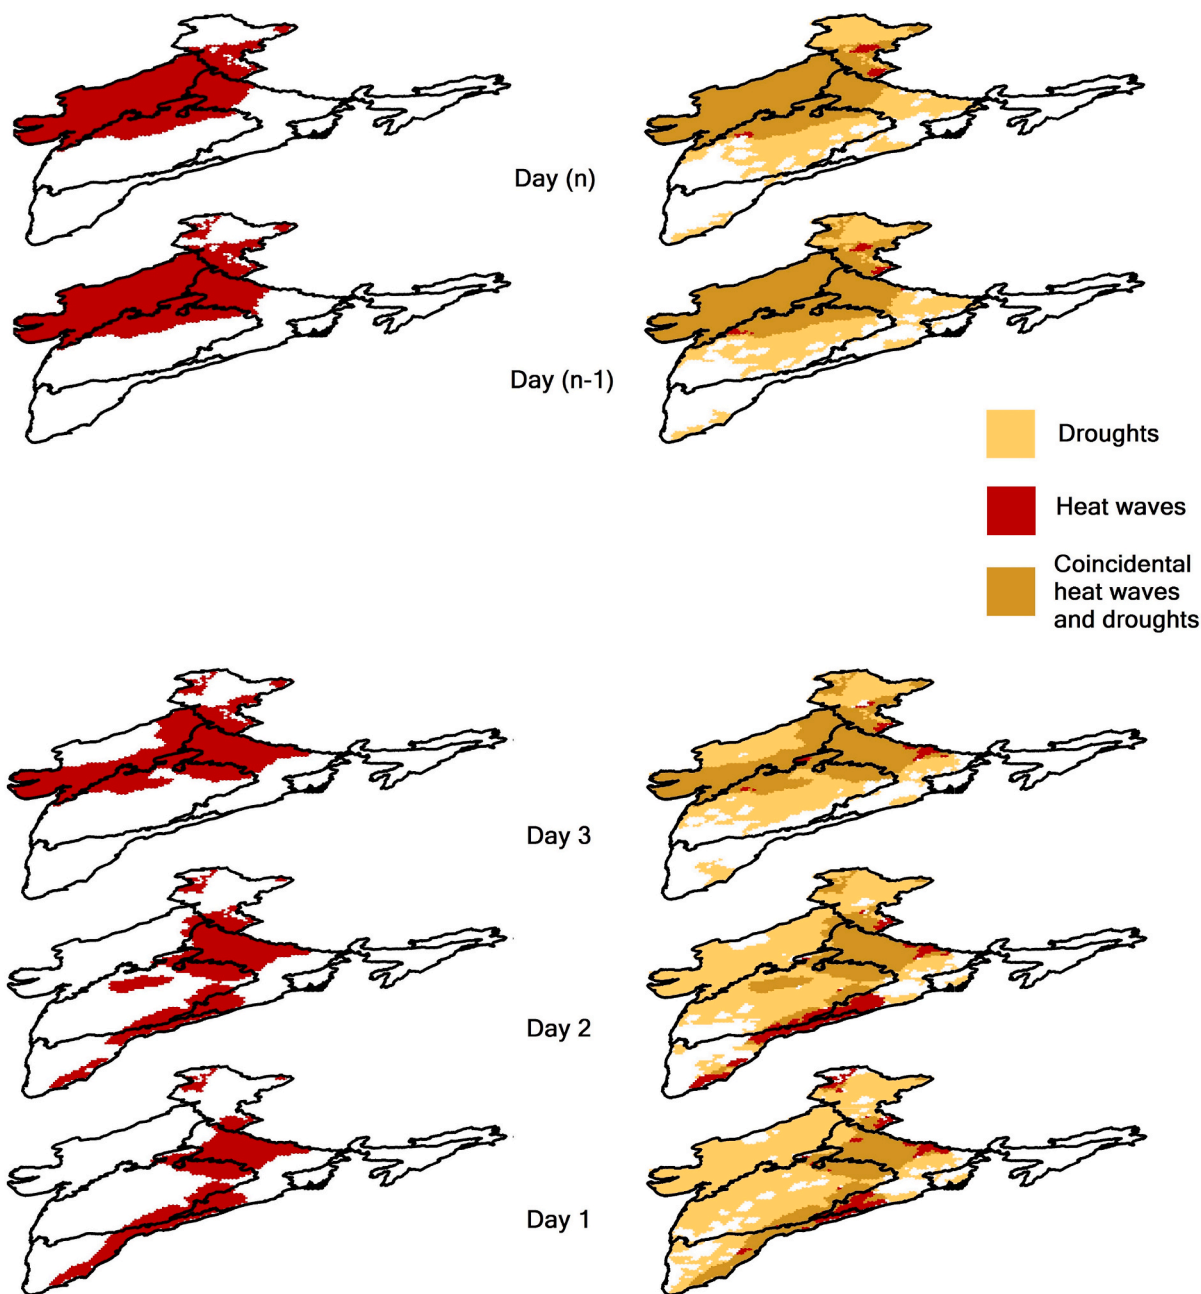 Day (n)
Day (n-1)
Droughts
Heat waves
Coincidental
heat waves
and droughts
Day 3
Day 2
Day 1